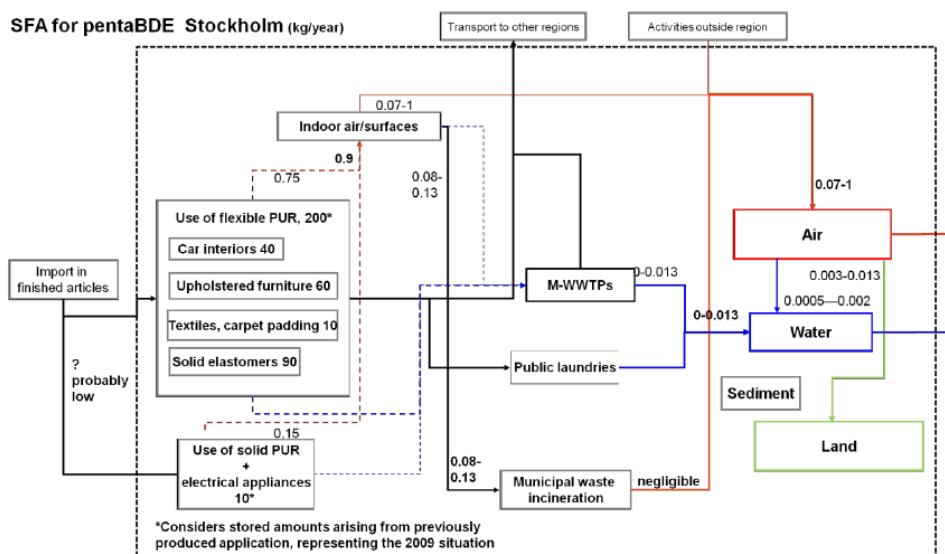 SFA for pentaBDE Stockholm (kg/year)
Transport to other regions
Activities outside region
0.07-1
Indoor air/surfaces
0.9
0.75
0.08-
0.13
0.07-1
Use of flexible PUR, 200*
Car interiors 40
Upholstered furniture 60
Textiles, carpet padding 10
Solid elastomers 90
Import in
finished articles
?
probably
low
Air
M-WWTPs
0-0.013
0.003-0.013
0.0005—0.002
0-0.013
Water
Public laundries
Sediment
Land
0.15
Use of solid PUR
+
electrical appliances
10*
0.08-
0.13
Municipal waste
incineration
negligible
*Considers stored amounts arising from previously
produced application, representing the 2009 situation